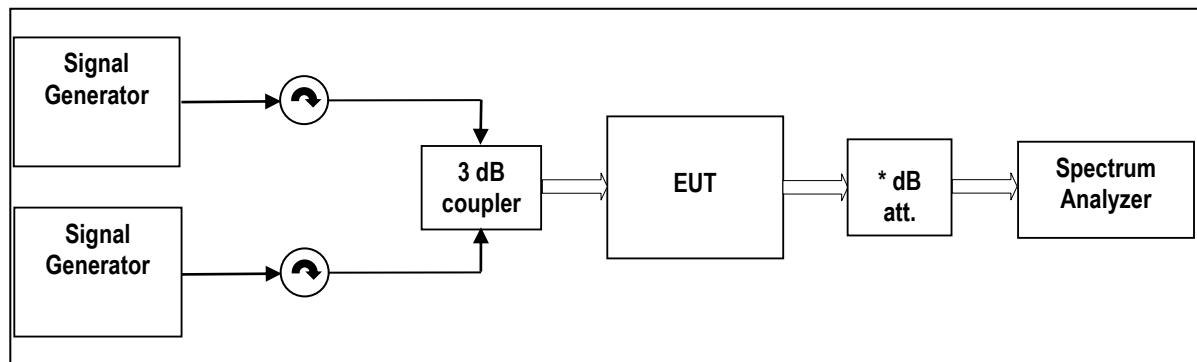 Signal
Generator
3 dB
coupler
EUT
* dB
att.
Spectrum
Analyzer
Signal
Generator